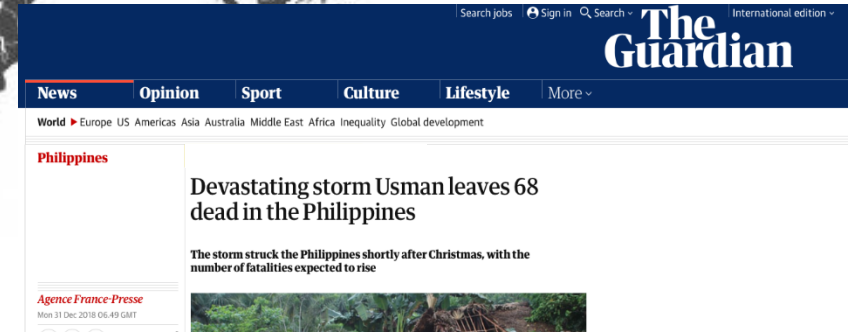 Search jobs Sign in Search International edition
The
Guardian
News Opinion Sport Culture Lifestyle More
World Europe US Americas Asia Australia Middle East Africa Inequality Global development
Philippines
Devastating storm Usman leaves 68
dead in the Philippines
The storm struck the Philippines shortly after Christmas, with the
number of fatalities expected to rise
Agence France-Presse
Mon 31 Dec 2018 06.49 GMT